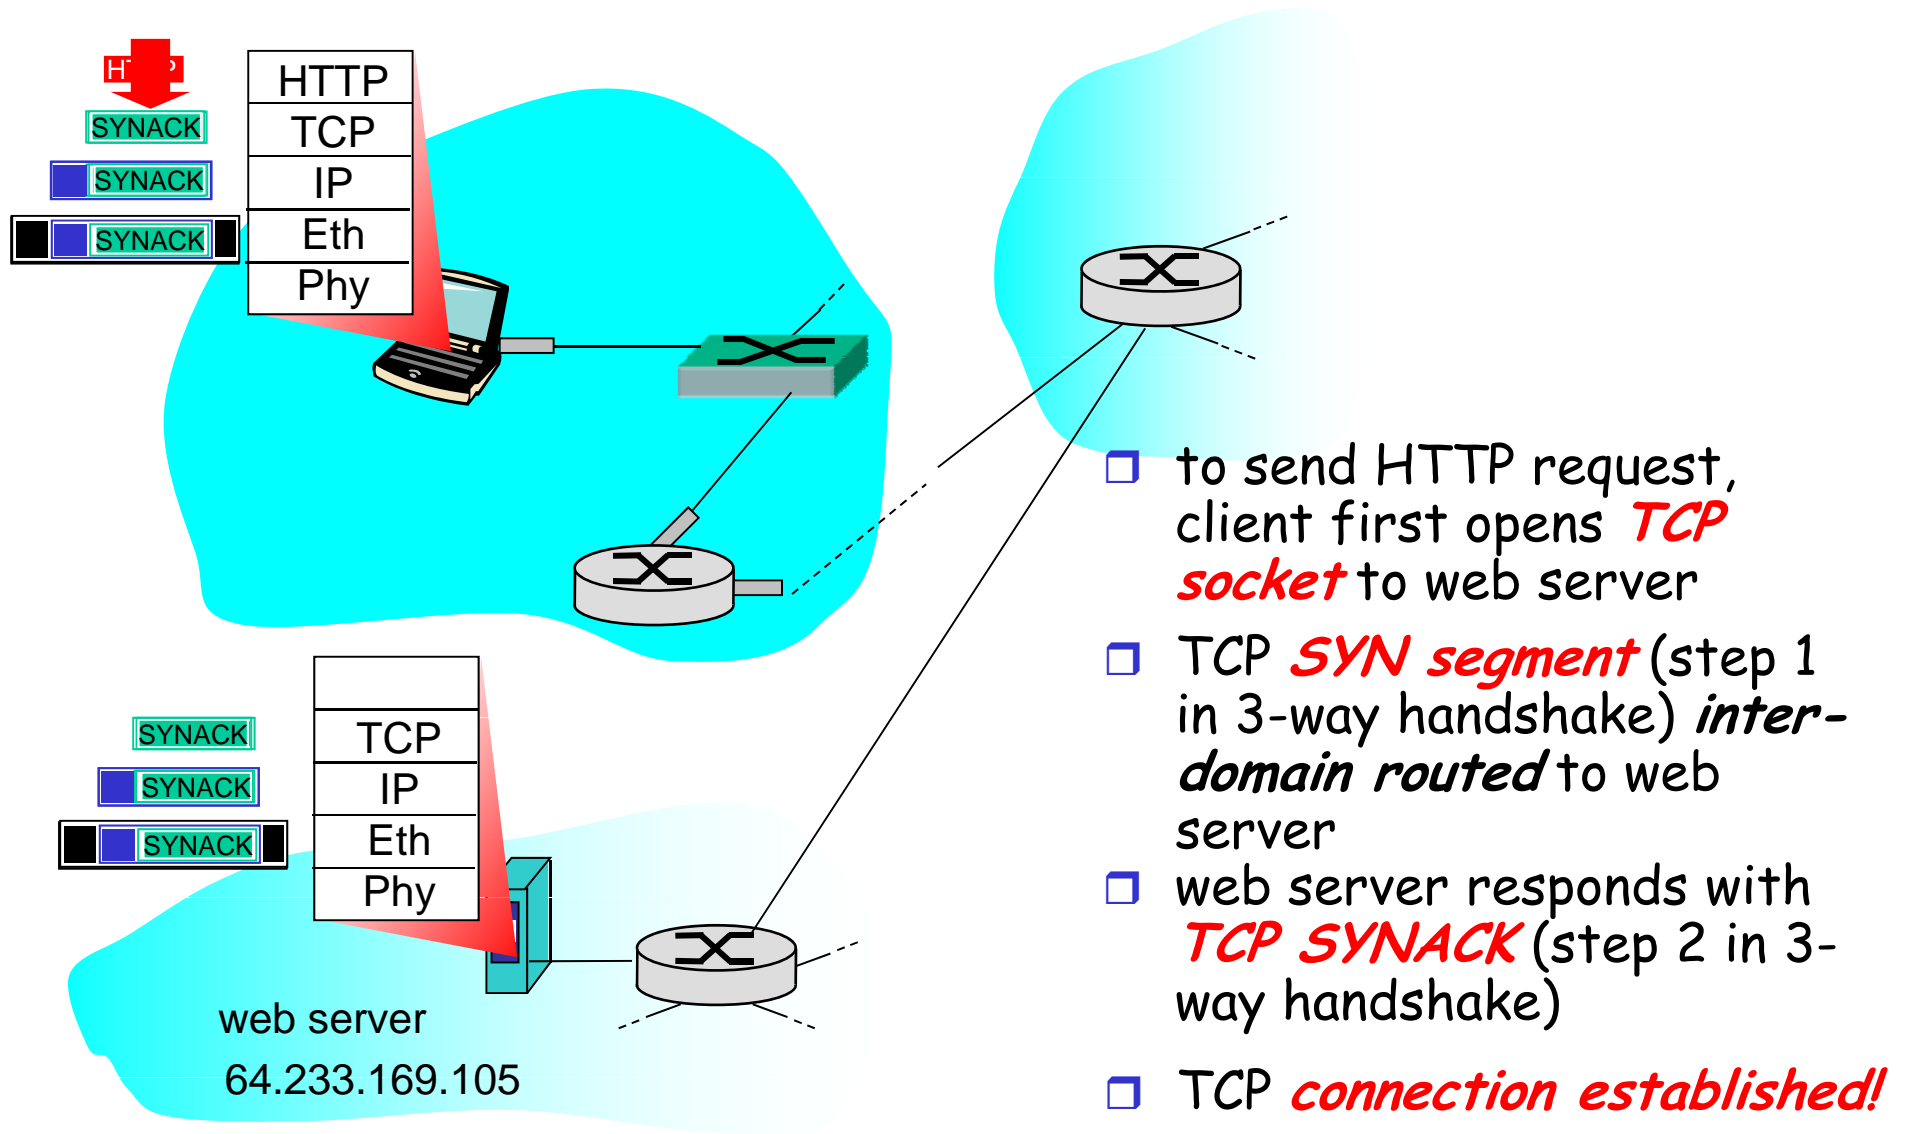 HTTP
SYNACK
TCP
SYNACK
IP
SYNACK
Eth
Phy
to send HTTP request,
client first opens TCP
socket to web server
TCP SYN segment (step 1
in 3-way handshake) inter-
domain routed to web
server
web server responds with
TCP SYNACK (step 2 in 3-
way handshake)
TCP connection established!
SYNACK
TCP
SYNACK
IP
SYNACK
Eth
Phy
web server
64.233.169.105